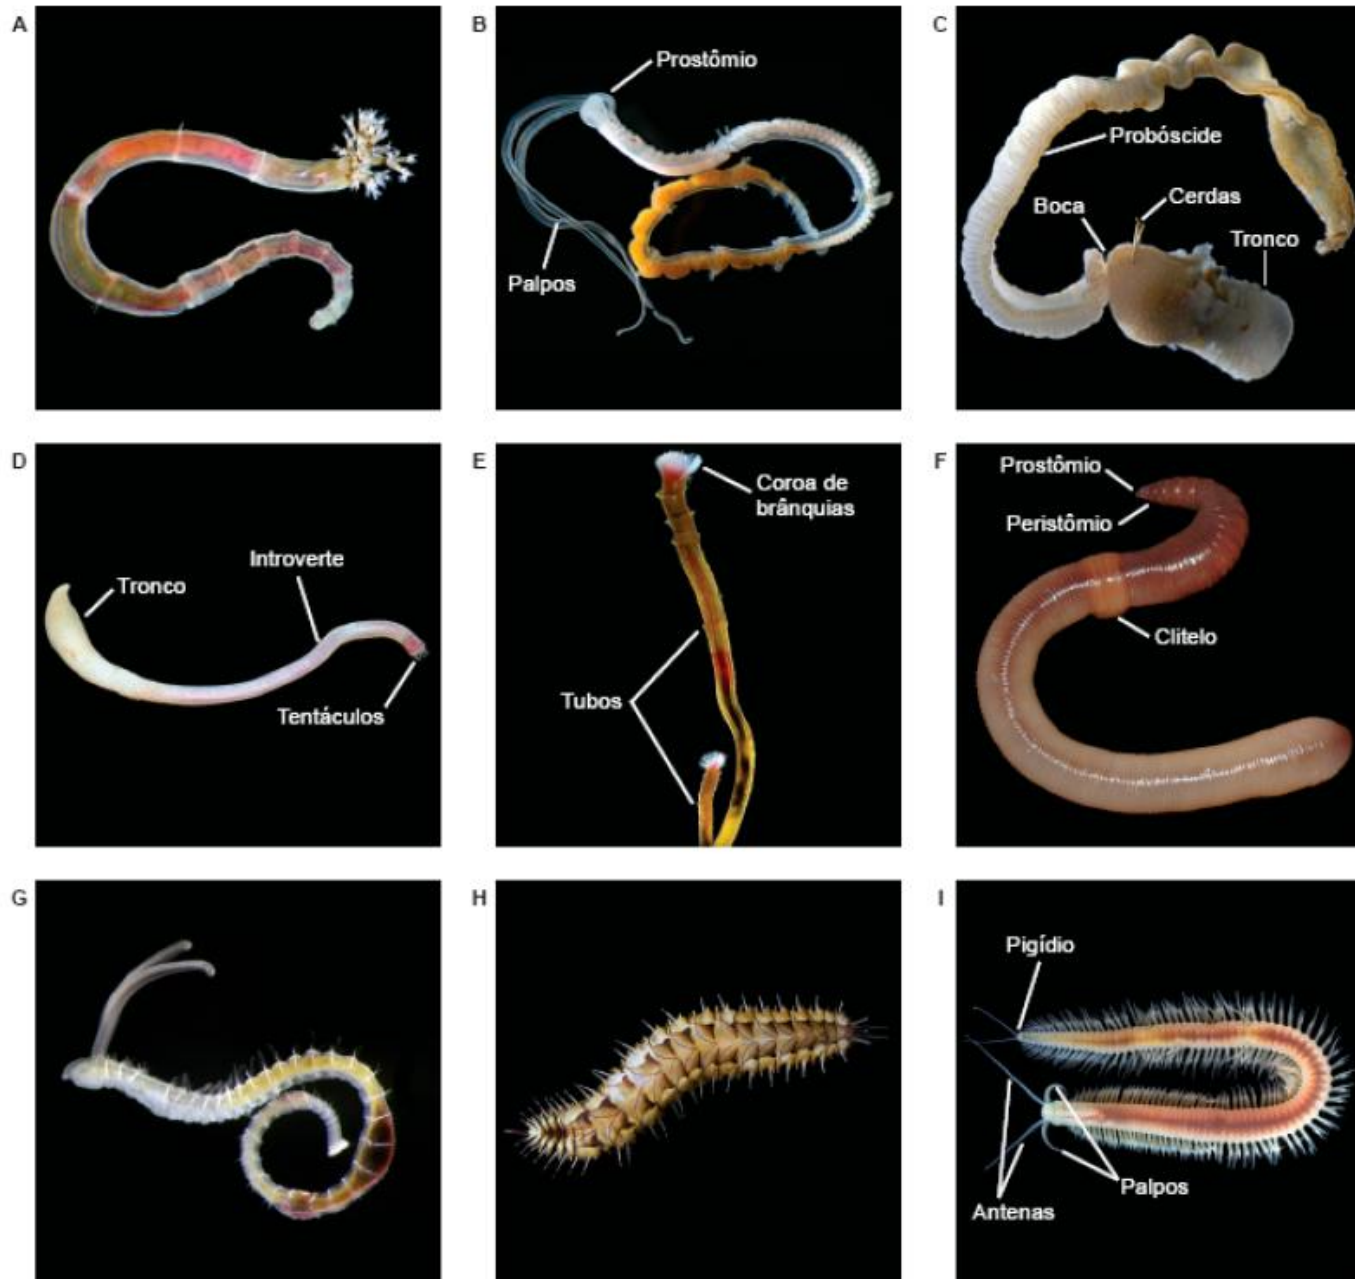 A
B
Prostômio
Palpos
C
Probóscide
Boca
Cerdas
Tronco
D
Tronco
Introverte
Tentáculos
E
Coroa de
brânquias
Tubos
F
Prostômio
Peristômio
Clitelo
G
H
I
Pigídio
Palpos
Antenas